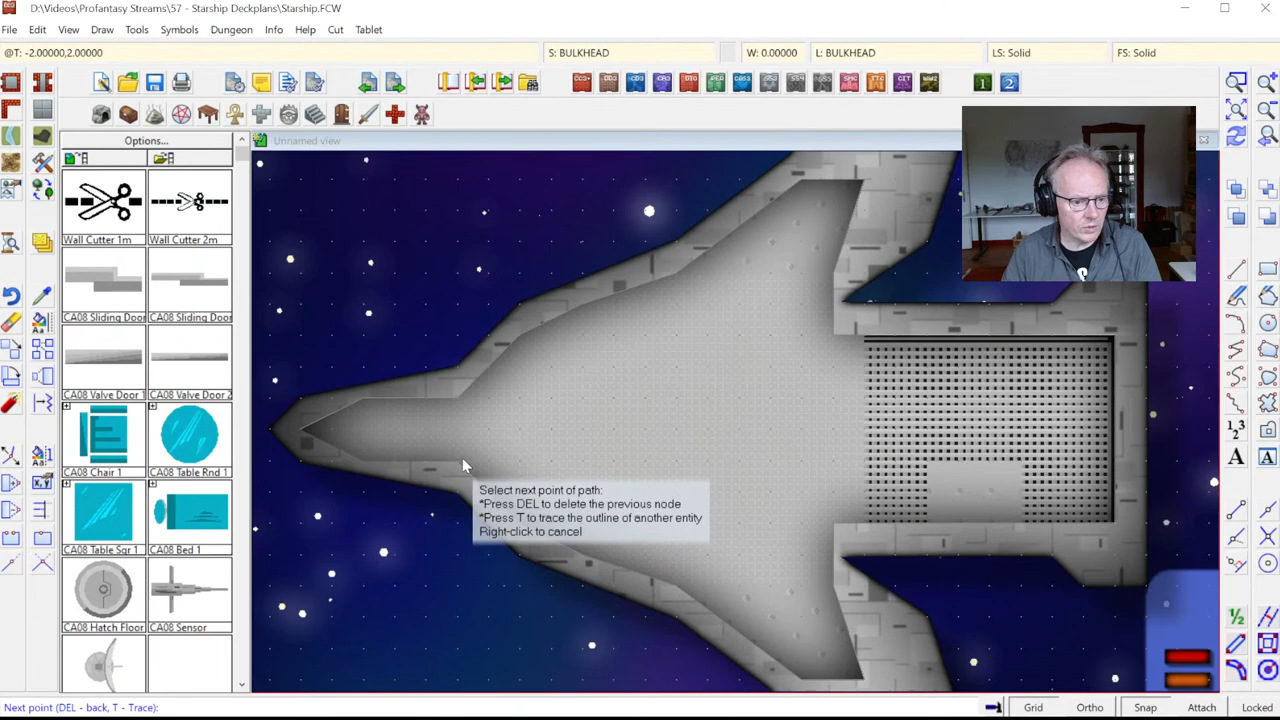 D:\Videos\Profantasy Streams\57 - Starship Deckplans\Starship.FCW
File Edit View Draw Tools Symbols Dungeon Info Help Cut Tablet
@T: -2.00000,2.00000 S: BULKHEAD W: 0.00000 L: BULKHEAD LS: Solid FS: Solid
1 2
Options... Unnamed view
Wall Cutter 1m Wall Cutter 2m
CA08 Sliding Door CA08 Sliding Door
CA08 Valve Door 1 CA08 Valve Door 2
CA08 Chair 1 CA08 Table Rnd 1
CA08 Table Sqr 1 CA08 Bed 1
CA08 Hatch Floor CA08 Sensor
Select next point of path:
*Press DEL to delete the previous node
*Press T to trace the outline of another entity
Right-click to cancel
Next point (DEL - back, T - Trace): Grid Ortho Snap Attach Locked